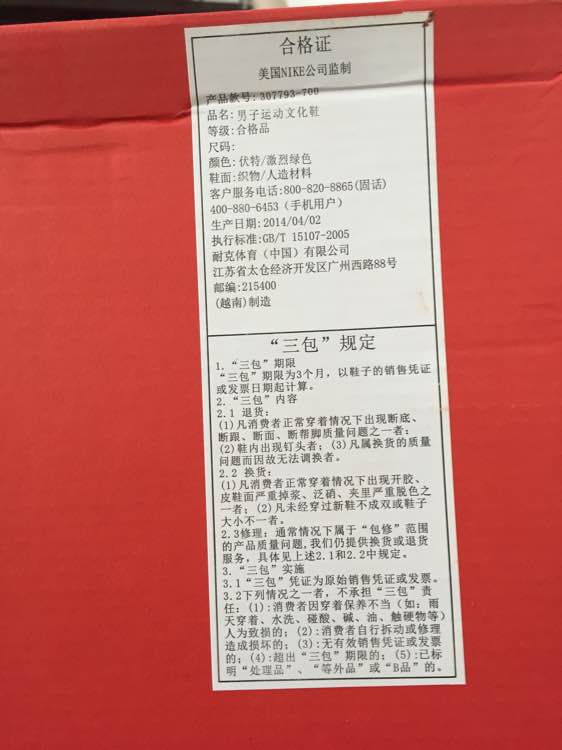 合格证
美国NIKE公司监制
产品款号:307793-700
品名:男子运动文化鞋
等级:合格品
尺码:
颜色:伏特/激烈绿色
鞋面:织物/人造材料
客户服务电话:800-820-8865(固话)
400-880-6453（手机用户）
生产日期:2014/04/02
执行标准:GB/T 15107-2005
耐克体育（中国）有限公司
江苏省太仓经济开发区广州西路88号
邮编:215400
(越南)制造
“三包”规定
1.“三包”期限
“三包”期限为3个月，以鞋子的销售凭证
或发票日期起计算。
2.“三包”内容
2.1 退货:
(1)凡消费者正常穿着情况下出现断底、
断跟、断面、断帮脚质量问题之一者;
(2)鞋内出现钉头者;(3)凡属换货的质量
问题而因故无法调换者。
2.2 换货:
(1)凡消费者正常穿着情况下出现开胶、
皮鞋面严重掉浆、泛硝、夹里严重脱色之
一者;(2)凡未经穿过新鞋不成双或鞋子
大小不一者。
2.3修理:通常情况下属于“包修”范围
的产品质量问题,我们仍提供换货或退货
服务，具体见上述2.1和2.2中规定。
3.“三包”实施
3.1“三包”凭证为原始销售凭证或发票。
3.2下列情况之一者，不承担“三包”责
任:(1):消费者因穿着保养不当(如:雨
天穿着、水洗、碰酸、碱、油、触硬物等)
人为致损的;(2):消费者自行拆动或修理
造成损坏的;(3):无有效销售凭证或发票
的;(4):超出“三包”期限的;(5):已标
明“处理品”、“等外品”或“B品”的。